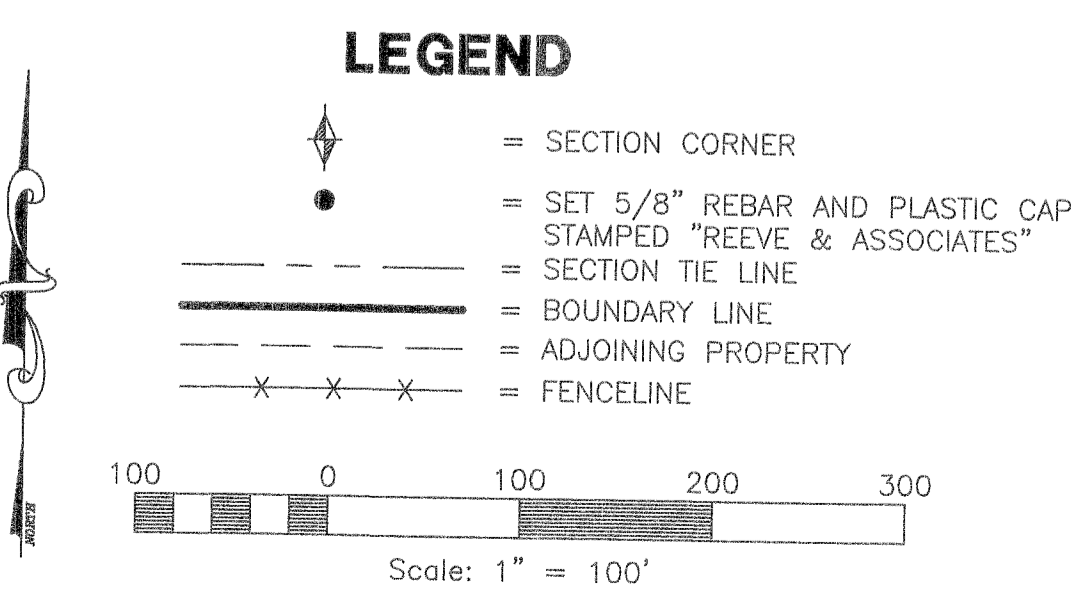 LEGEND
= SECTION CORNER
= SET 5/8" REBAR AND PLASTIC CAP
STAMPED "REEVE & ASSOCIATES"
= SECTION TIE LINE
= BOUNDARY LINE
= ADJOINING PROPERTY
= FENCELINE
100 0 100 200 300
Scale: 1" = 100'